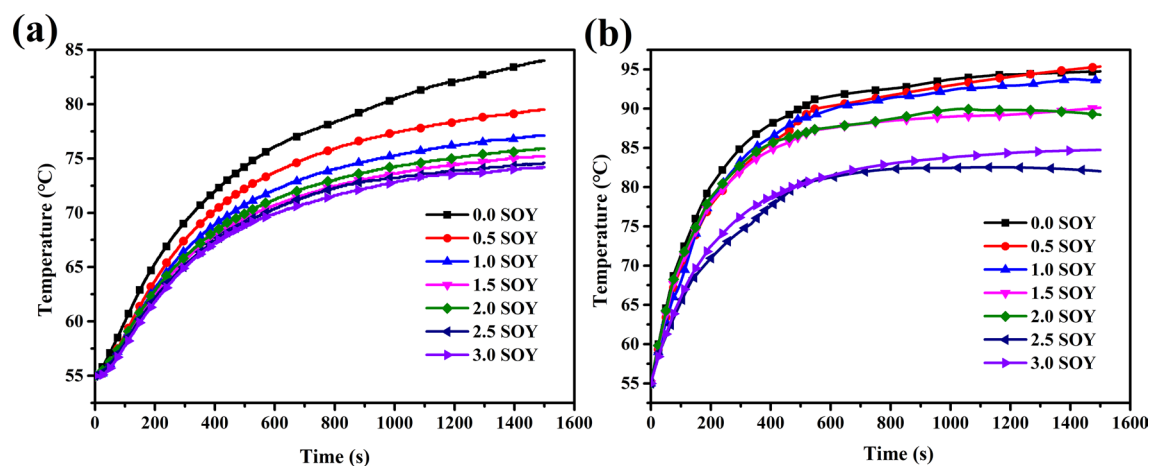 (a)
85
80
75
70
65
60
55
Temperature (°C)
0.0 SOY
0.5 SOY
1.0 SOY
1.5 SOY
2.0 SOY
2.5 SOY
3.0 SOY
0 200 400 600 800 1000 1200 1400 1600
Time (s)
(b)
95
90
85
80
75
70
65
60
55
Temperature (°C)
0.0 SOY
0.5 SOY
1.0 SOY
1.5 SOY
2.0 SOY
2.5 SOY
3.0 SOY
0 200 400 600 800 1000 1200 1400 1600
Time (s)